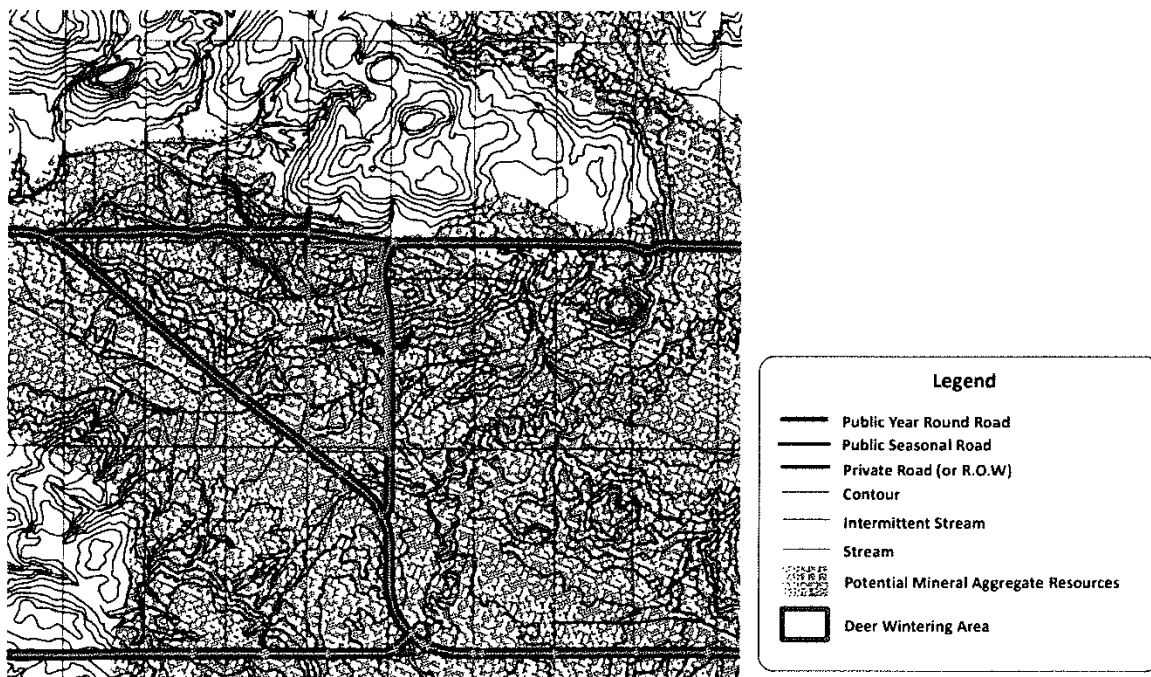 Legend
Public Year Round Road
Public Seasonal Road
Private Road (or R.O.W)
Contour
Intermittent Stream
Stream
Potential Mineral Aggregate Resources
Deer Wintering Area